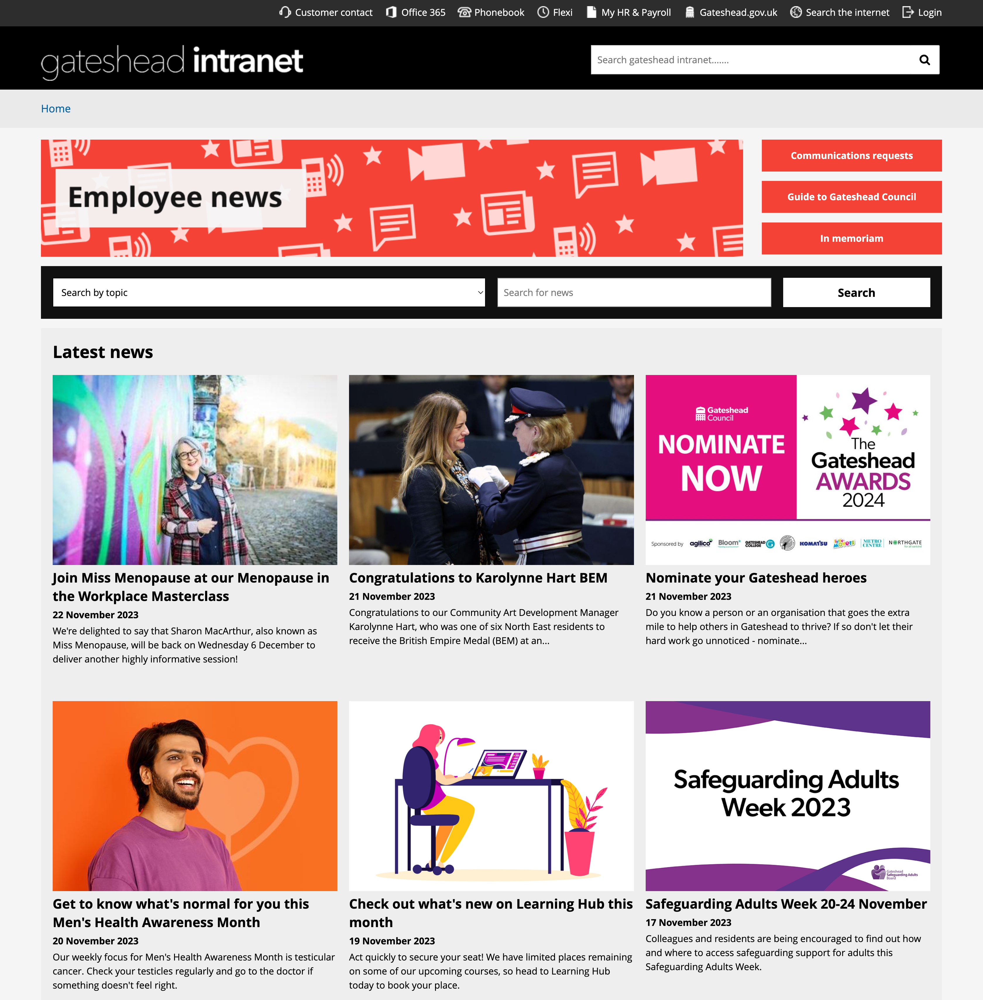 Customer contact
Office 365
Phonebook
Flexi
My HR & Payroll
Gateshead.gov.uk
Search the internet
Login
gateshead intranet
Search gateshead intranet.......
Home
Employee news
Communications requests
Guide to Gateshead Council
In memoriam
Search by topic
Search for news
Search
Latest news
Gateshead
Council
NOMINATE
NOW
The
Gateshead
AWARDS
2024
Sponsored by agilico Bloom GATESHEAD COLLEGE KOMATSU little Movers METRO CENTRE NORTHGATE
Join Miss Menopause at our Menopause in
the Workplace Masterclass
22 November 2023
We're delighted to say that Sharon MacArthur, also known as
Miss Menopause, will be back on Wednesday 6 December to
deliver another highly informative session!
Congratulations to Karolynne Hart BEM
21 November 2023
Congratulations to our Community Art Development Manager
Karolynne Hart, who was one of six North East residents to
receive the British Empire Medal (BEM) at an...
Nominate your Gateshead heroes
21 November 2023
Do you know a person or an organisation that goes the extra
mile to help others in Gateshead to thrive? If so don't let their
hard work go unnoticed - nominate...
Safeguarding Adults
Week 2023
Gateshead
Safeguarding Adults
Board
Get to know what's normal for you this
Men's Health Awareness Month
20 November 2023
Our weekly focus for Men's Health Awareness Month is testicular
cancer. Check your testicles regularly and go to the doctor if
something doesn't feel right.
Check out what's new on Learning Hub this
month
19 November 2023
Act quickly to secure your seat! We have limited places remaining
on some of our upcoming courses, so head to Learning Hub
today to book your place.
Safeguarding Adults Week 20-24 November
17 November 2023
Colleagues and residents are being encouraged to find out how
and where to access safeguarding support for adults this
Safeguarding Adults Week.